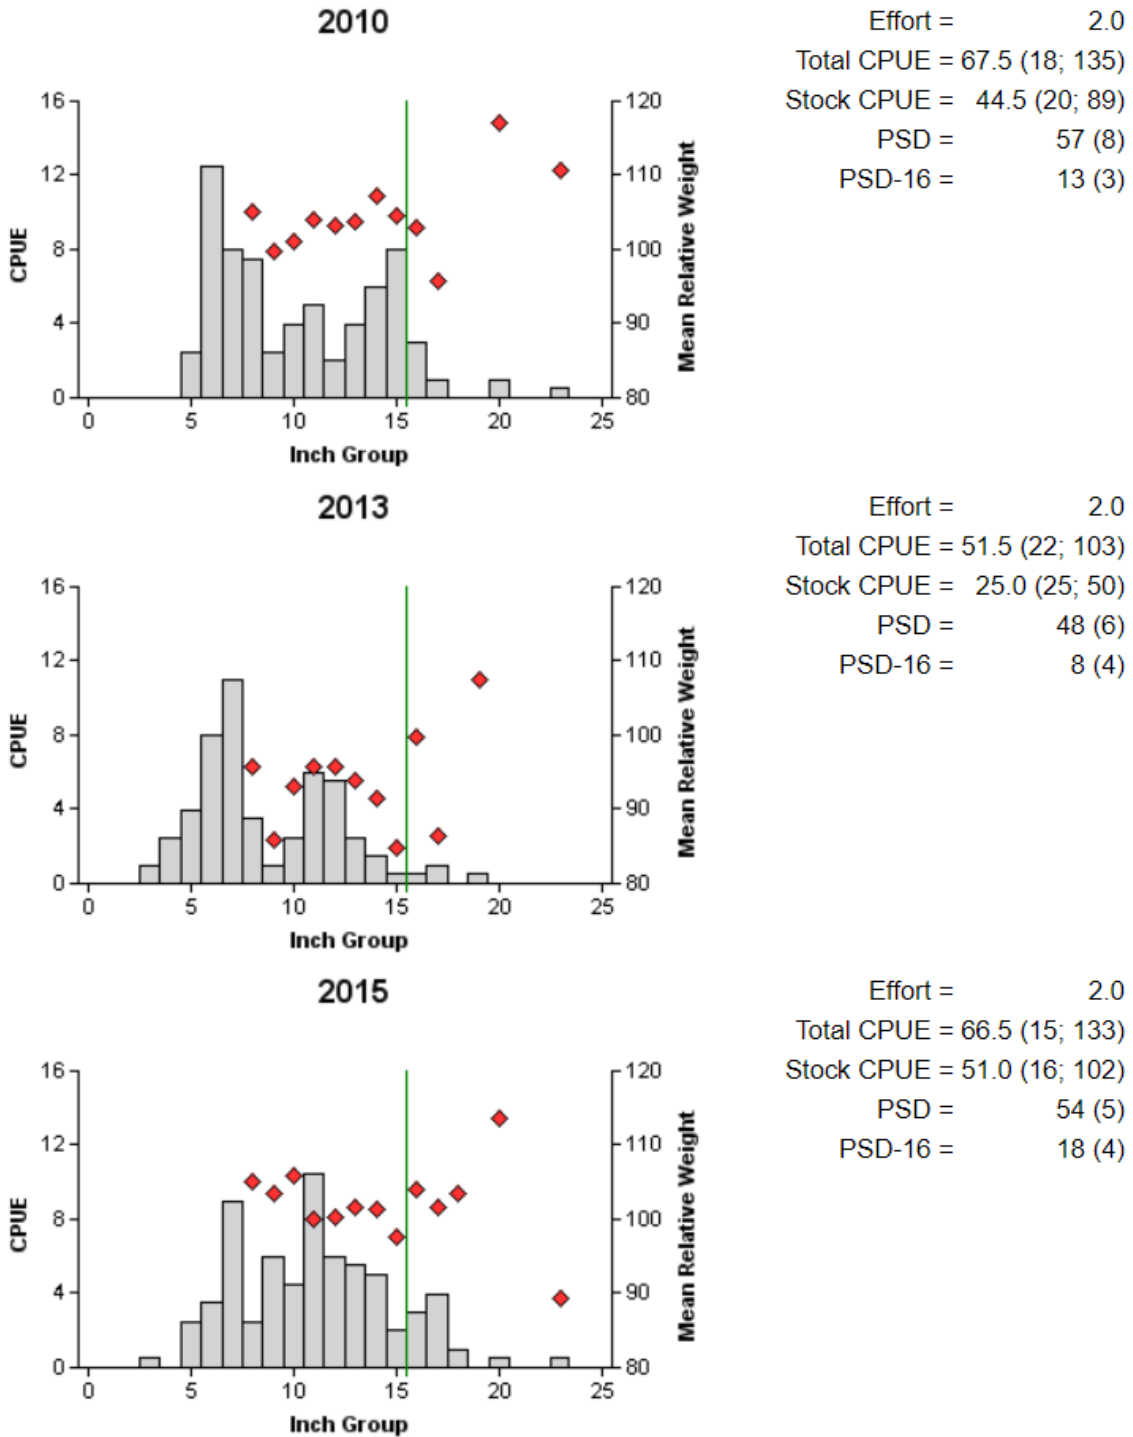 2010
Effort = 2.0
Total CPUE = 67.5 (18; 135)
Stock CPUE = 44.5 (20; 89)
PSD = 57 (8)
PSD-16 = 13 (3)
16 120
12 110
8 100
4 90
0 80
CPUE
Mean Relative Weight
0 5 10 15 20 25
Inch Group
2013
Effort = 2.0
Total CPUE = 51.5 (22; 103)
Stock CPUE = 25.0 (25; 50)
PSD = 48 (6)
PSD-16 = 8 (4)
16 120
12 110
8 100
4 90
0 80
CPUE
Mean Relative Weight
0 5 10 15 20 25
Inch Group
2015
Effort = 2.0
Total CPUE = 66.5 (15; 133)
Stock CPUE = 51.0 (16; 102)
PSD = 54 (5)
PSD-16 = 18 (4)
16 120
12 110
8 100
4 90
0 80
CPUE
Mean Relative Weight
0 5 10 15 20 25
Inch Group